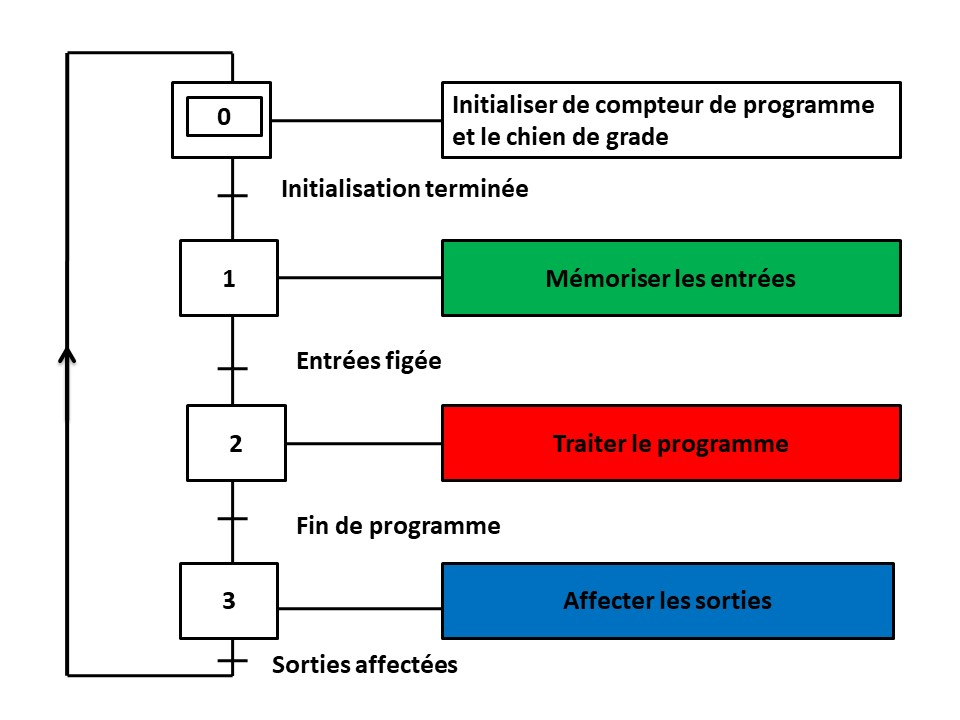 0
Initialiser de compteur de programme
et le chien de grade
Initialisation terminée
1
Mémoriser les entrées
Entrées figée
2
Traiter le programme
Fin de programme
3
Affecter les sorties
Sorties affectées